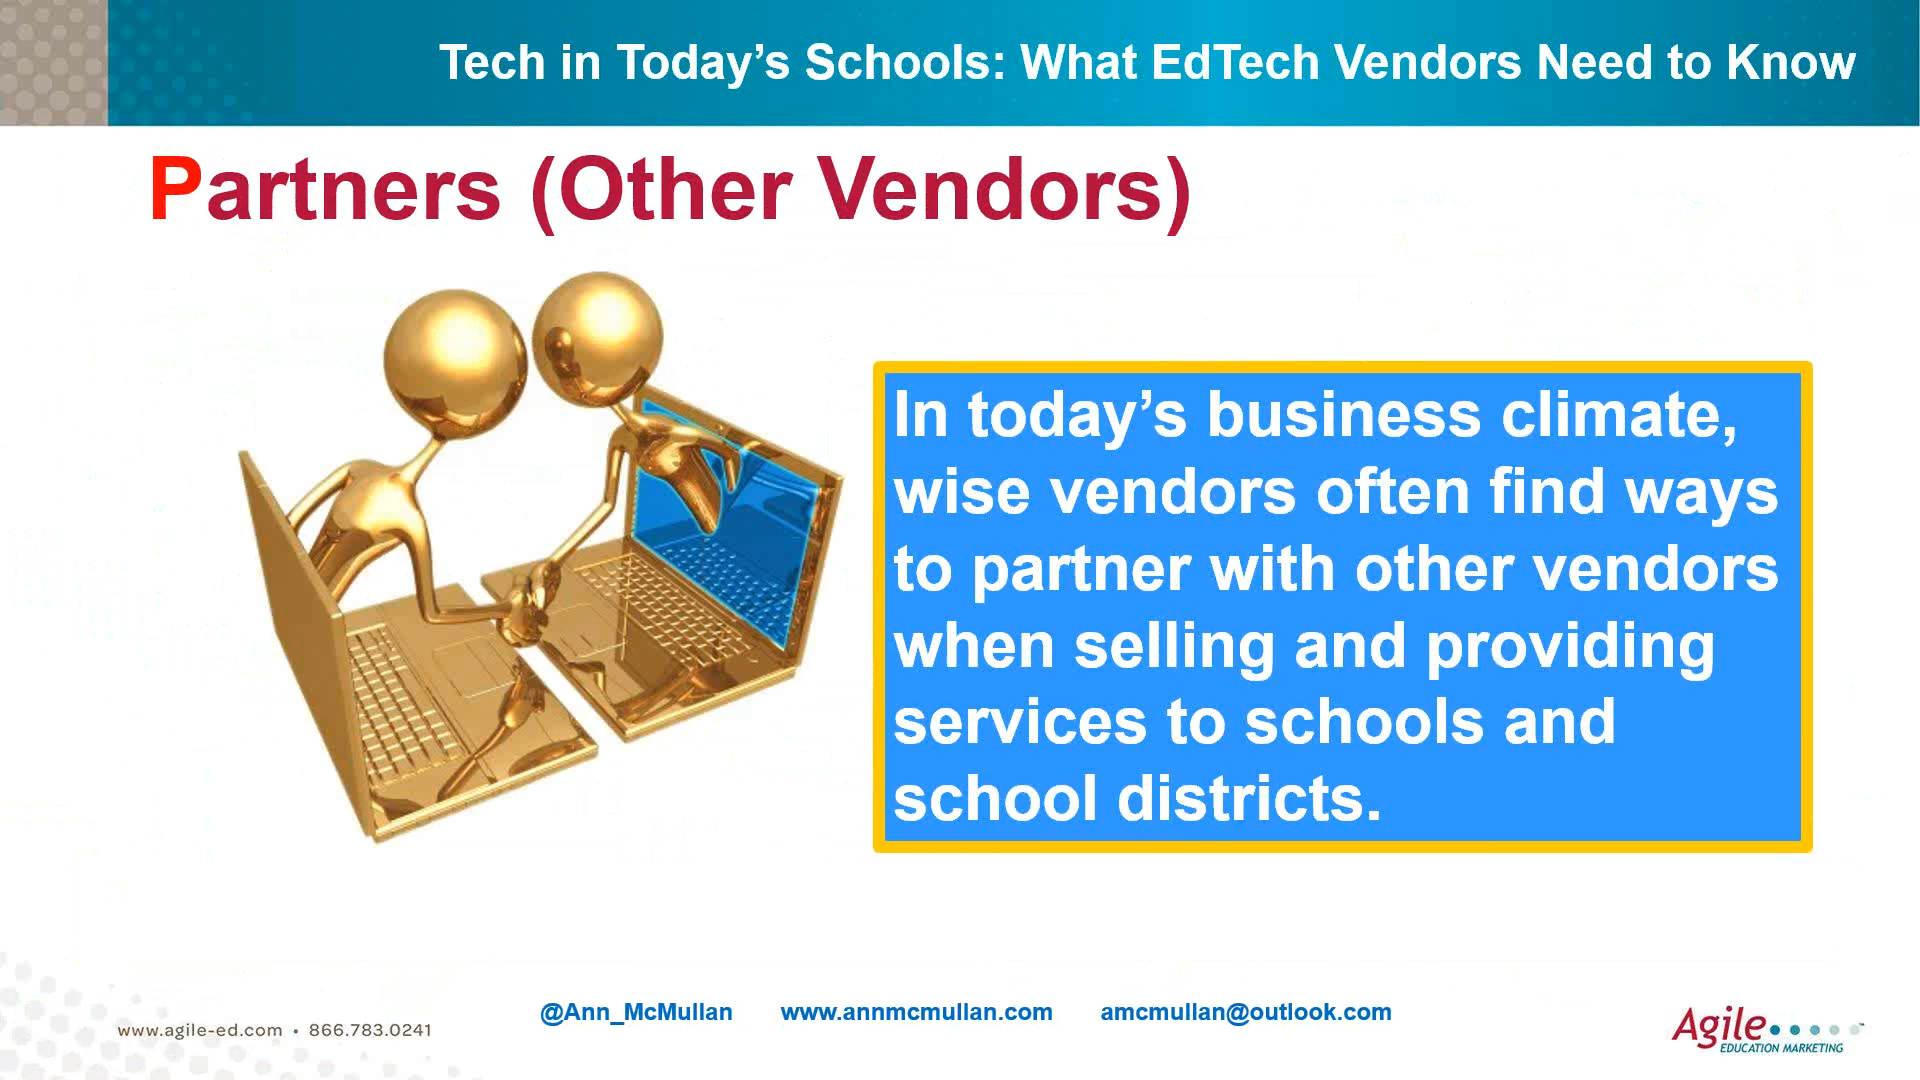 Tech in Today’s Schools: What EdTech Vendors Need to Know
Partners (Other Vendors)
In today’s business climate,
wise vendors often find ways
to partner with other vendors
when selling and providing
services to schools and
school districts.
@Ann_McMullan www.annmcmullan.com amcmullan@outlook.com
www.agile-ed.com • 866.783.0241
Agile
EDUCATION MARKETING